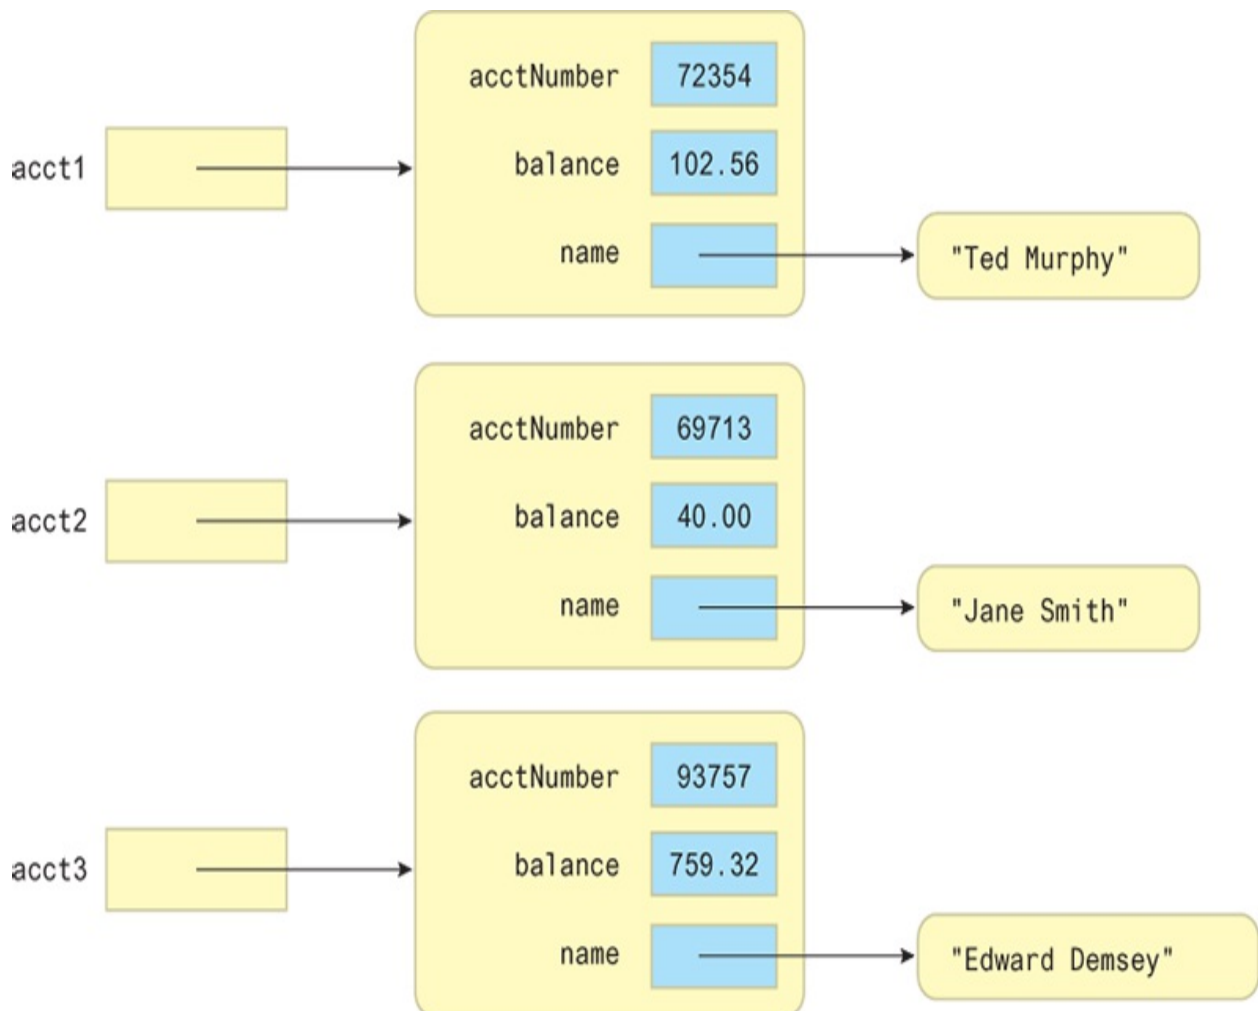 acctNumber 72354
acct1
balance 102.56
name
"Ted Murphy"
acctNumber 69713
acct2
balance 40.00
name
"Jane Smith"
acctNumber 93757
acct3
balance 759.32
name
"Edward Demsey"